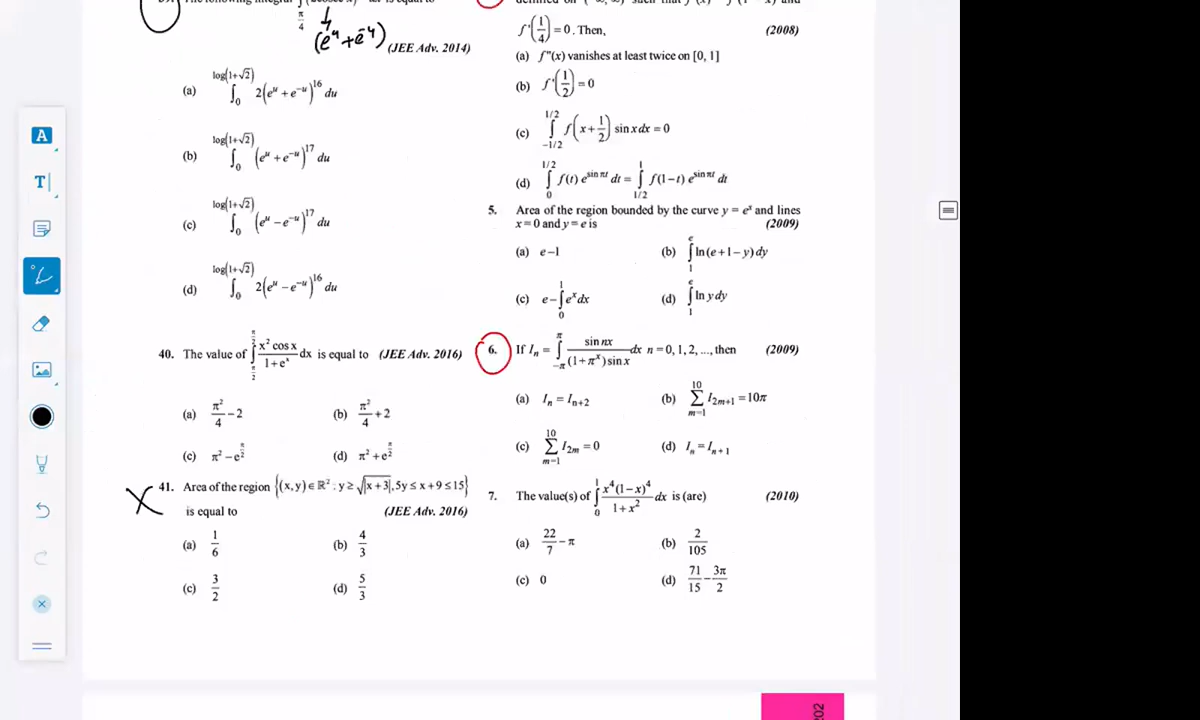 The following integral ∫ is equal to
π/4
(e^u + e^-u)
(JEE Adv. 2014)
(a) ∫_0^{log(1+√2)} 2(e^u + e^{-u})^{16} du
(b) ∫_0^{log(1+√2)} (e^u + e^{-u})^{17} du
(c) ∫_0^{log(1+√2)} (e^u − e^{-u})^{17} du
(d) ∫_0^{log(1+√2)} 2(e^u − e^{-u})^{16} du
40. The value of ∫_{π/2}^{π/2} x² cos x / (1 + e^x) dx is equal to (JEE Adv. 2016)
(a) π²/4 − 2 (b) π²/4 + 2
(c) π² − e^{π/2} (d) π² + e^{π/2}
X
41. Area of the region {(x, y) ∈ ℝ² : y ≥ √|x + 3|, 5y ≤ x + 9 ≤ 15}
is equal to (JEE Adv. 2016)
(a) 1/6 (b) 4/3
(c) 3/2 (d) 5/3
f'(1/4) = 0. Then, (2008)
(a) f"(x) vanishes at least twice on [0, 1]
(b) f'(1/2) = 0
(c) ∫_{−1/2}^{1/2} f(x + 1/2) sin x dx = 0
(d) ∫_0^{1/2} f(t) e^{sin πt} dt = ∫_{1/2}^1 f(1−t) e^{sin πt} dt
5. Area of the region bounded by the curve y = e^x and lines
x = 0 and y = e is (2009)
(a) e−1 (b) ∫_1^e ln(e + 1 − y) dy
(c) e − ∫_0^1 e^x dx (d) ∫_1^e ln y dy
6. If I_n = ∫_{−π}^{π} sin nx / ((1 + π^x) sin x) dx n = 0, 1, 2, ..., then (2009)
(a) I_n = I_{n+2} (b) ∑_{m=1}^{10} I_{2m+1} = 10π
(c) ∑_{m=1}^{10} I_{2m} = 0 (d) I_n = I_{n+1}
7. The value(s) of ∫_0^1 x⁴(1−x)⁴ / (1 + x²) dx is (are) (2010)
(a) 22/7 − π (b) 2/105
(c) 0 (d) 71/15 − 3π/2
202
A
T